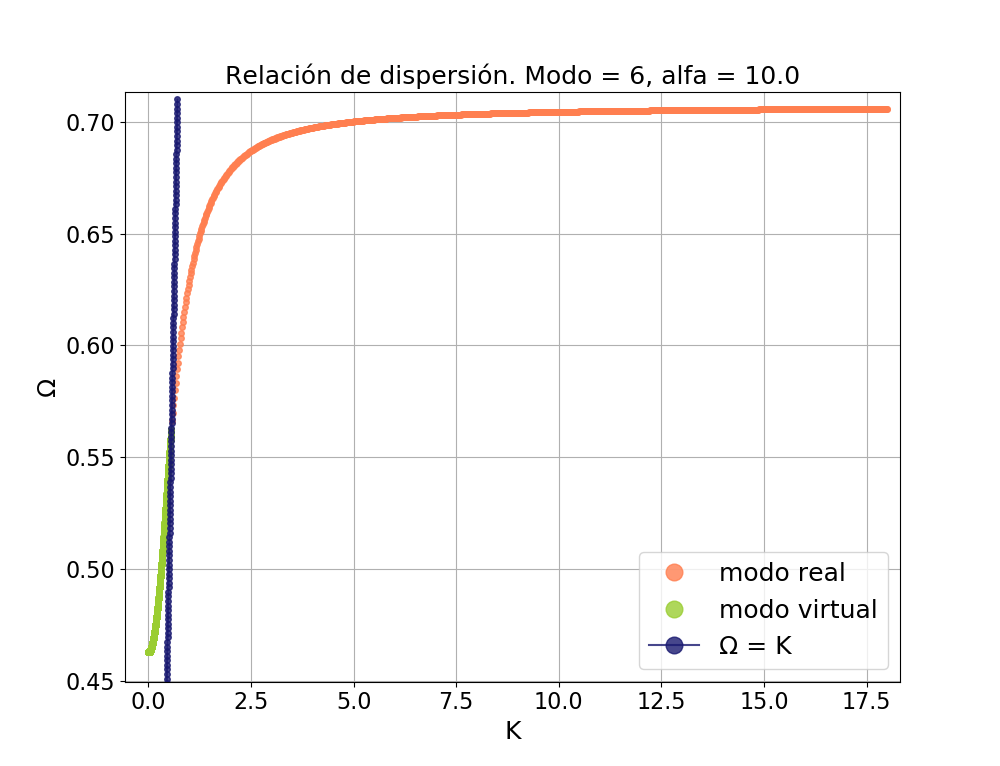 Relación de dispersión. Modo = 6, alfa = 10.0
0.70
0.65
0.60
0.55
0.50
0.45
Ω
modo real
modo virtual
Ω = K
0.0 2.5 5.0 7.5 10.0 12.5 15.0 17.5
K